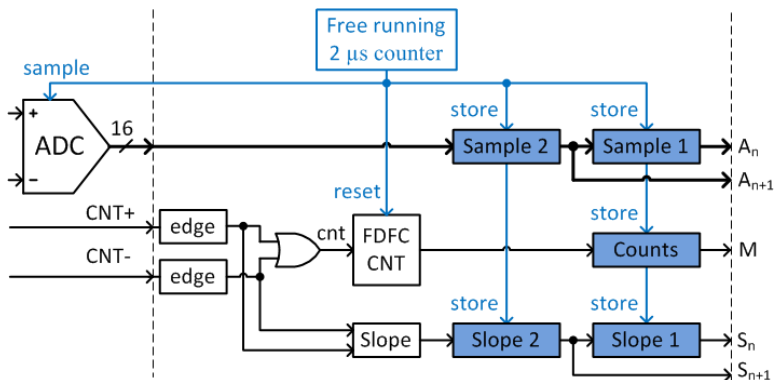 Free running
2 µs counter
sample
store
store
+
ADC
−
16
Sample 2
Sample 1
Aₙ
Aₙ₊₁
reset
store
CNT+
edge
cnt
FDFC
CNT
Counts
M
CNT-
edge
store
store
Slope
Slope 2
Slope 1
Sₙ
Sₙ₊₁